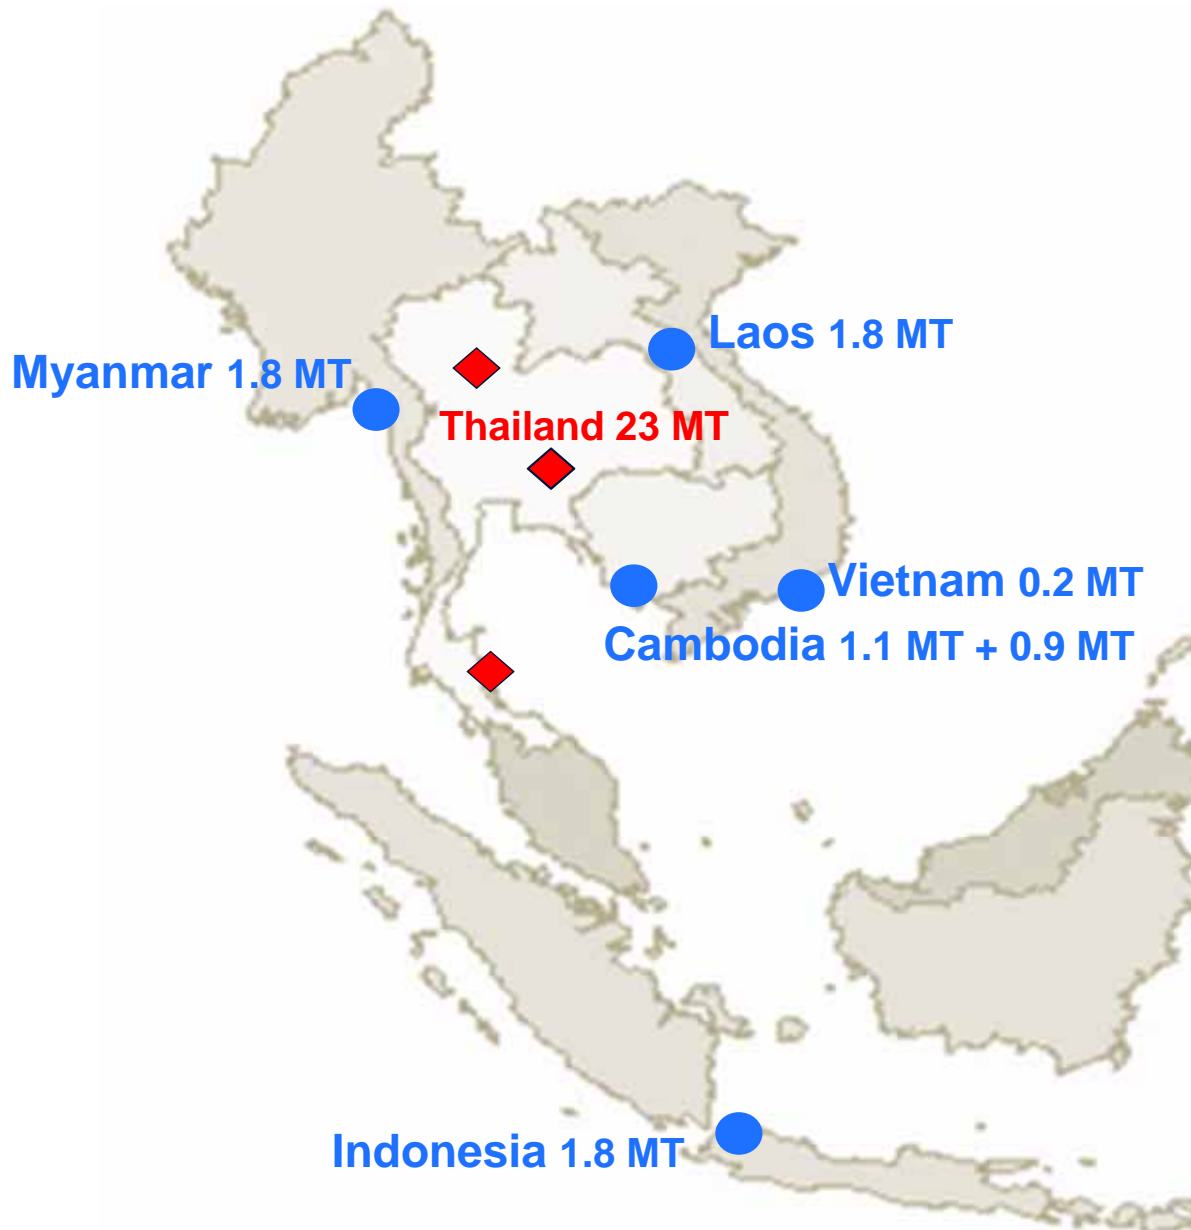 Laos 1.8 MT
Myanmar 1.8 MT
Thailand 23 MT
Vietnam 0.2 MT
Cambodia 1.1 MT + 0.9 MT
Indonesia 1.8 MT